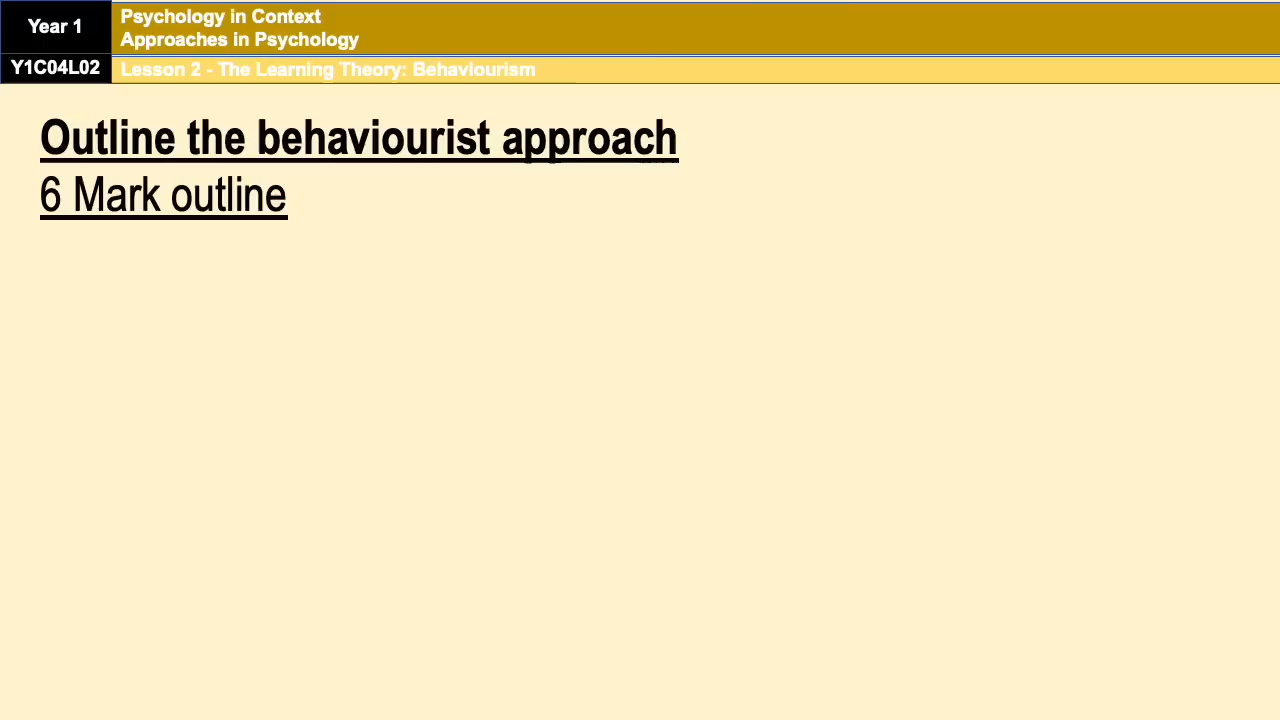 Year 1
Psychology in Context
Approaches in Psychology
Y1C04L02
Lesson 2 - The Learning Theory: Behaviourism
Outline the behaviourist approach
6 Mark outline